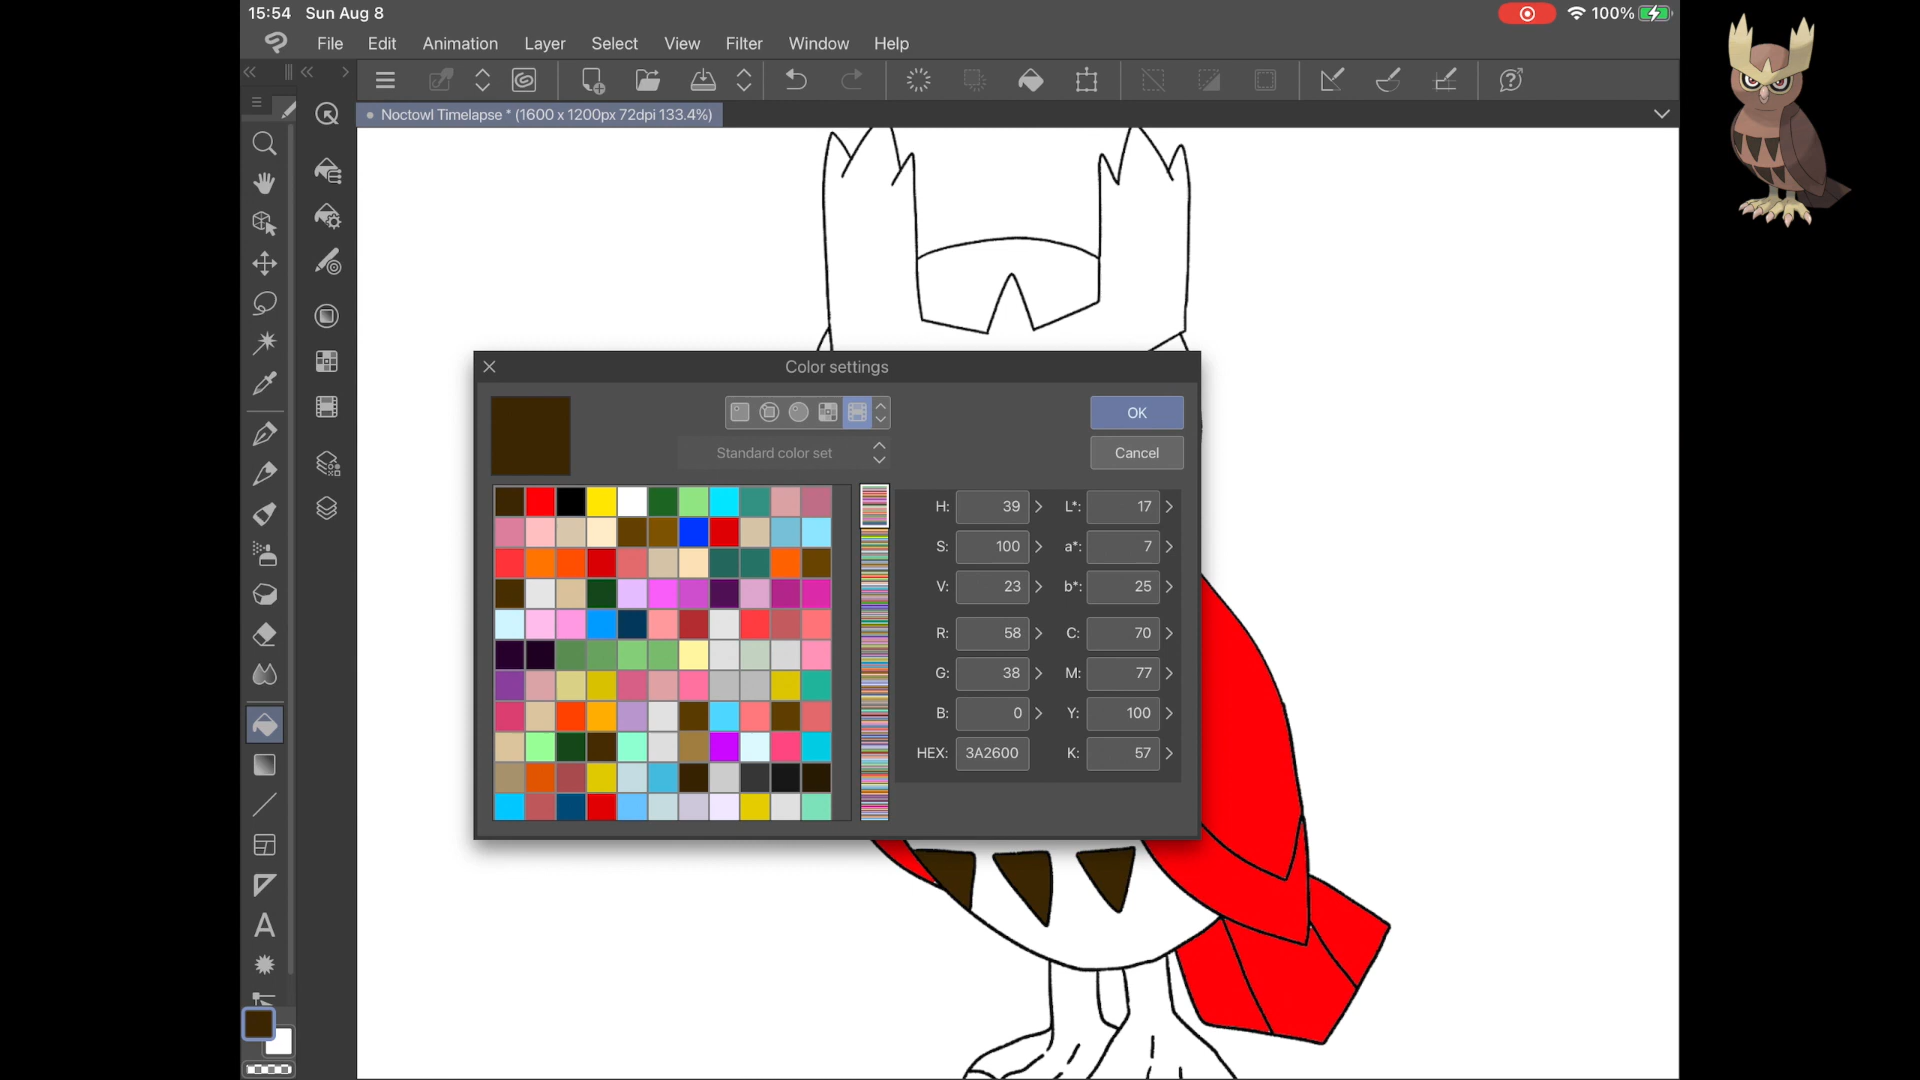 15:54 Sun Aug 8
100%
File Edit Animation Layer Select View Filter Window Help
Noctowl Timelapse * (1600 x 1200px 72dpi 133.4%)
Color settings
OK
Standard color set
Cancel
H: 39 L*: 17
S: 100 a*: 7
V: 23 b*: 25
R: 58 C: 70
G: 38 M: 77
B: 0 Y: 100
HEX: 3A2600 K: 57